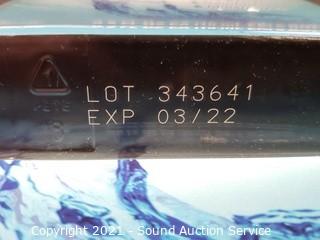 LOT 343641
EXP 03/22
Copyright 2021 - Sound Auction Service